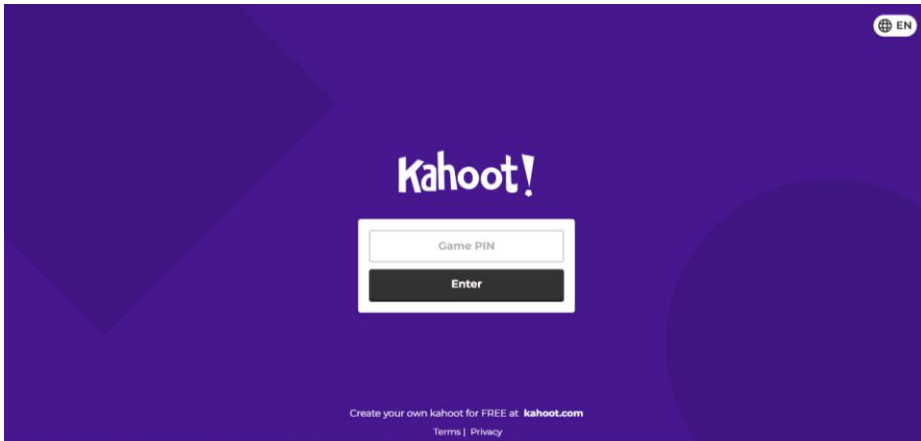 EN
Kahoot!
Game PIN
Enter
Create your own kahoot for FREE at kahoot.com
Terms | Privacy